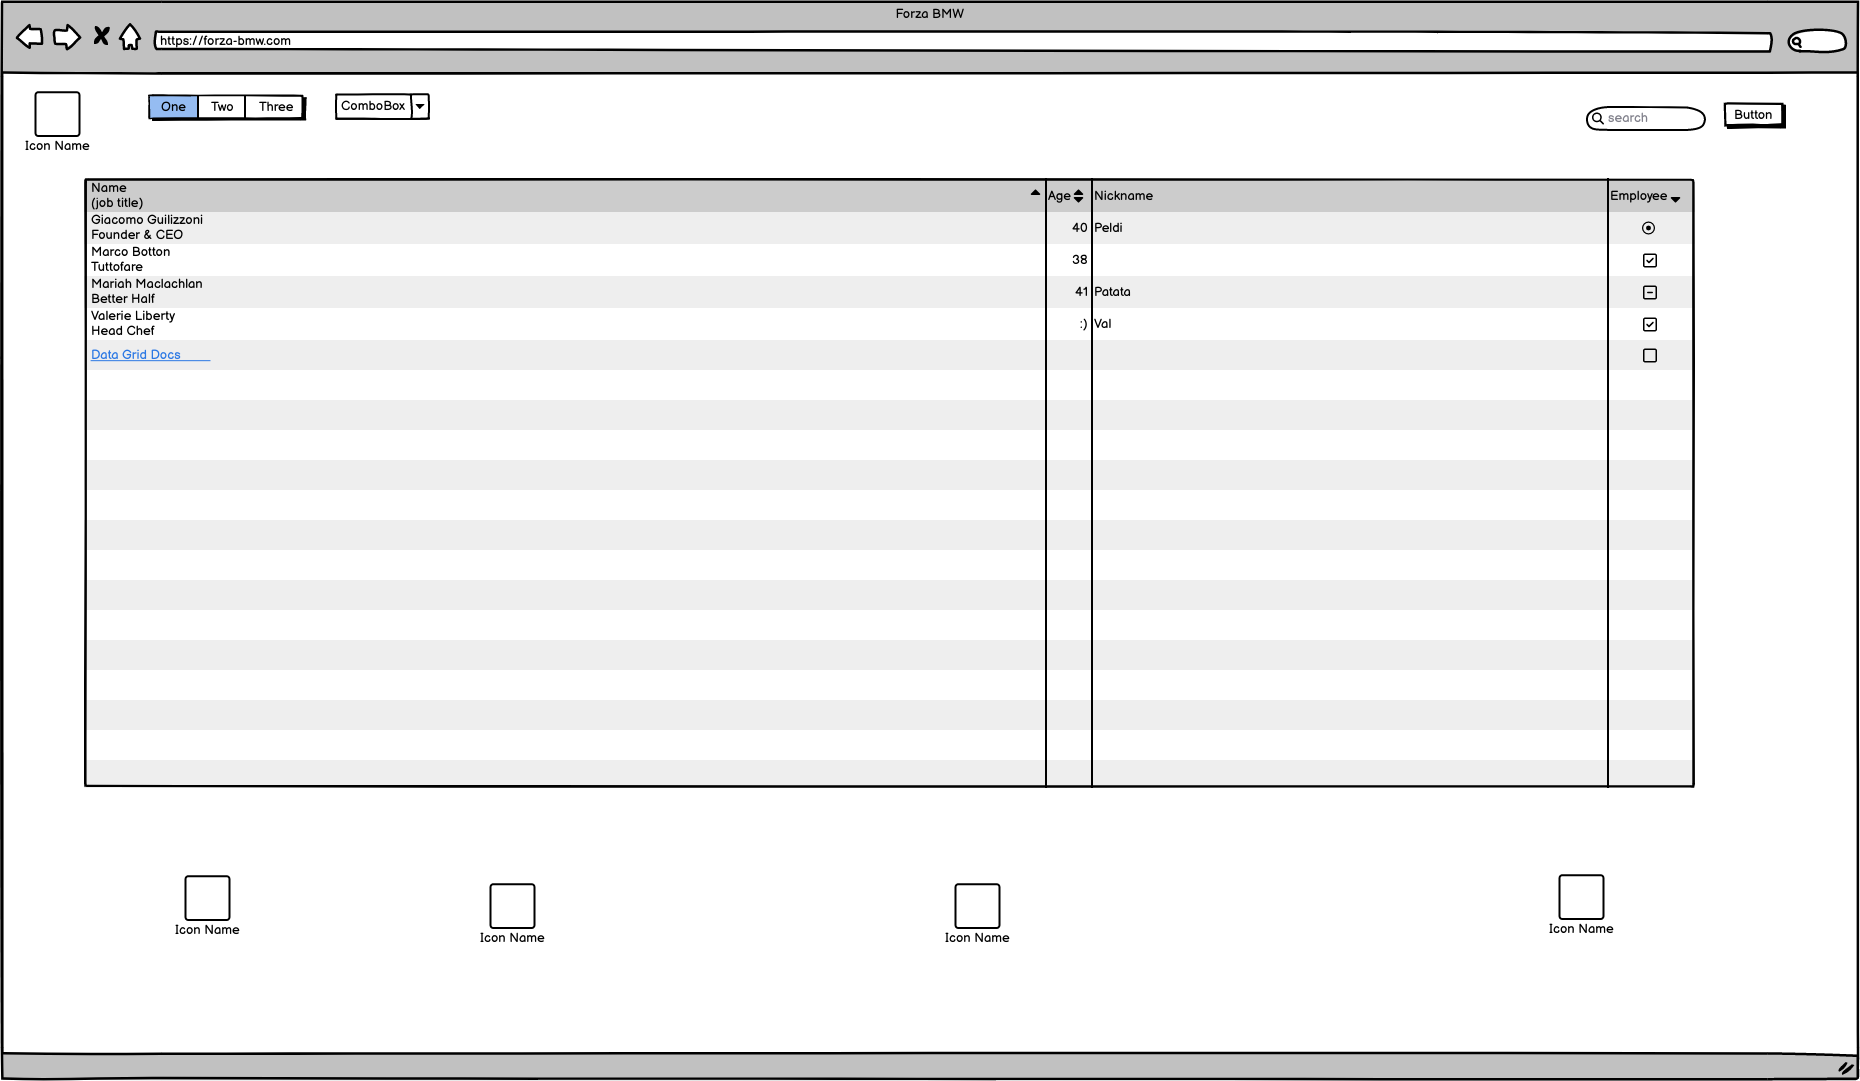 Forza BMW
https://forza-bmw.com
One Two Three ComboBox
search Button
Icon Name
Name
(job title)
Age Nickname Employee
Giacomo Guilizzoni
Founder & CEO
40 Peldi
Marco Botton
Tuttofare
38
Mariah Maclachlan
Better Half
41 Patata
Valerie Liberty
Head Chef
:) Val
Data Grid Docs
Icon Name
Icon Name
Icon Name
Icon Name